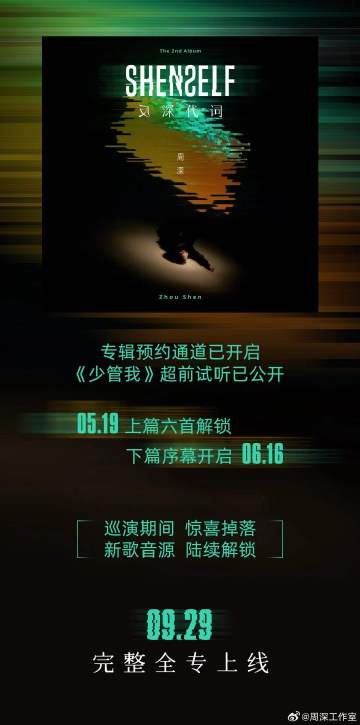 The 2nd Album
SHENSELF
反深代词
周
深
Zhou Shen
专辑预约通道已开启
《少管我》超前试听已公开
05.19 上篇六首解锁
下篇序幕开启 06.16
巡演期间 惊喜掉落
新歌音源 陆续解锁
09.29
完整全专上线
@周深工作室